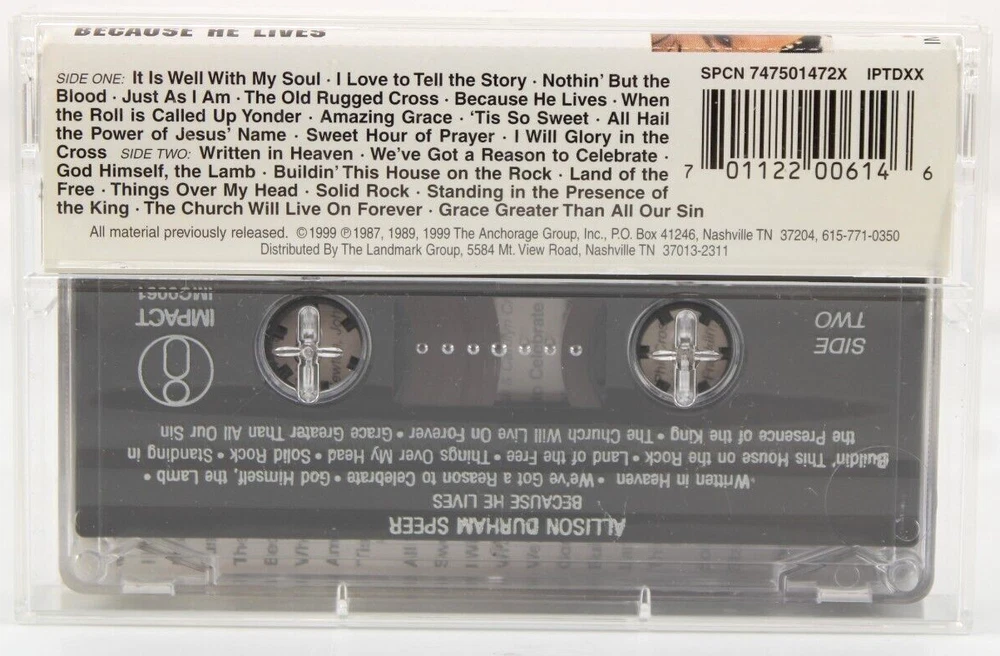 BECAUSE HE LIVES
SIDE ONE: It Is Well With My Soul · I Love to Tell the Story · Nothin' But the
Blood · Just As I Am · The Old Rugged Cross · Because He Lives · When
the Roll is Called Up Yonder · Amazing Grace · 'Tis So Sweet · All Hail
the Power of Jesus' Name · Sweet Hour of Prayer · I Will Glory in the
Cross SIDE TWO: Written in Heaven · We've Got a Reason to Celebrate ·
God Himself, the Lamb · Buildin' This House on the Rock · Land of the
Free · Things Over My Head · Solid Rock · Standing in the Presence of
the King · The Church Will Live On Forever · Grace Greater Than All Our Sin
SPCN 747501472X IPTDXX
7 01122 00614 6
All material previously released. ©1999 ℗1987, 1989, 1999 The Anchorage Group, Inc., P.O. Box 41246, Nashville TN 37204, 615-771-0350
Distributed By The Landmark Group, 5584 Mt. View Road, Nashville TN 37013-2311
ALLISON DURHAM SPEER
BECAUSE HE LIVES
Written in Heaven • We've Got a Reason to Celebrate • God Himself, the Lamb •
Buildin' This House on the Rock • Land of the Free • Things Over My Head • Solid Rock • Standing in
the Presence of the King • The Church Will Live On Forever • Grace Greater Than All Our Sin
SIDE
TWO
IMPACT
IMC0061